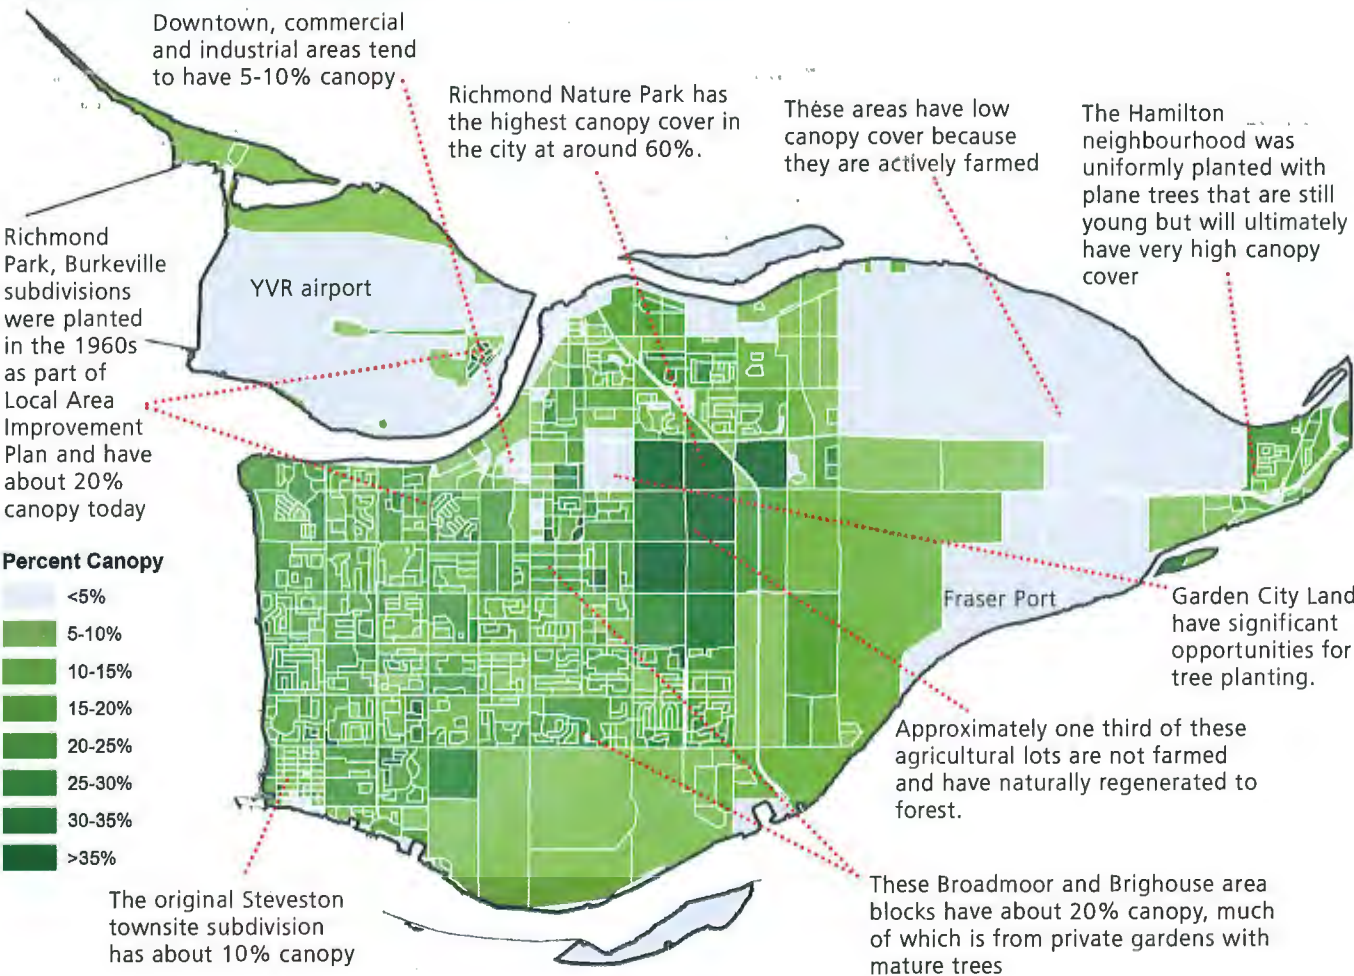 Downtown, commercial
and industrial areas tend
to have 5-10% canopy
Richmond Nature Park has
the highest canopy cover in
the city at around 60%.
These areas have low
canopy cover because
they are actively farmed
The Hamilton
neighbourhood was
uniformly planted with
plane trees that are still
young but will ultimately
have very high canopy
cover
Richmond
Park, Burkeville
subdivisions
were planted
in the 1960s
as part of
Local Area
Improvement
Plan and have
about 20%
canopy today
YVR airport
Percent Canopy
<5%
5-10%
10-15%
15-20%
20-25%
25-30%
30-35%
>35%
Fraser Port
Garden City Land
have significant
opportunities for
tree planting.
Approximately one third of these
agricultural lots are not farmed
and have naturally regenerated to
forest.
The original Steveston
townsite subdivision
has about 10% canopy
These Broadmoor and Brighouse area
blocks have about 20% canopy, much
of which is from private gardens with
mature trees